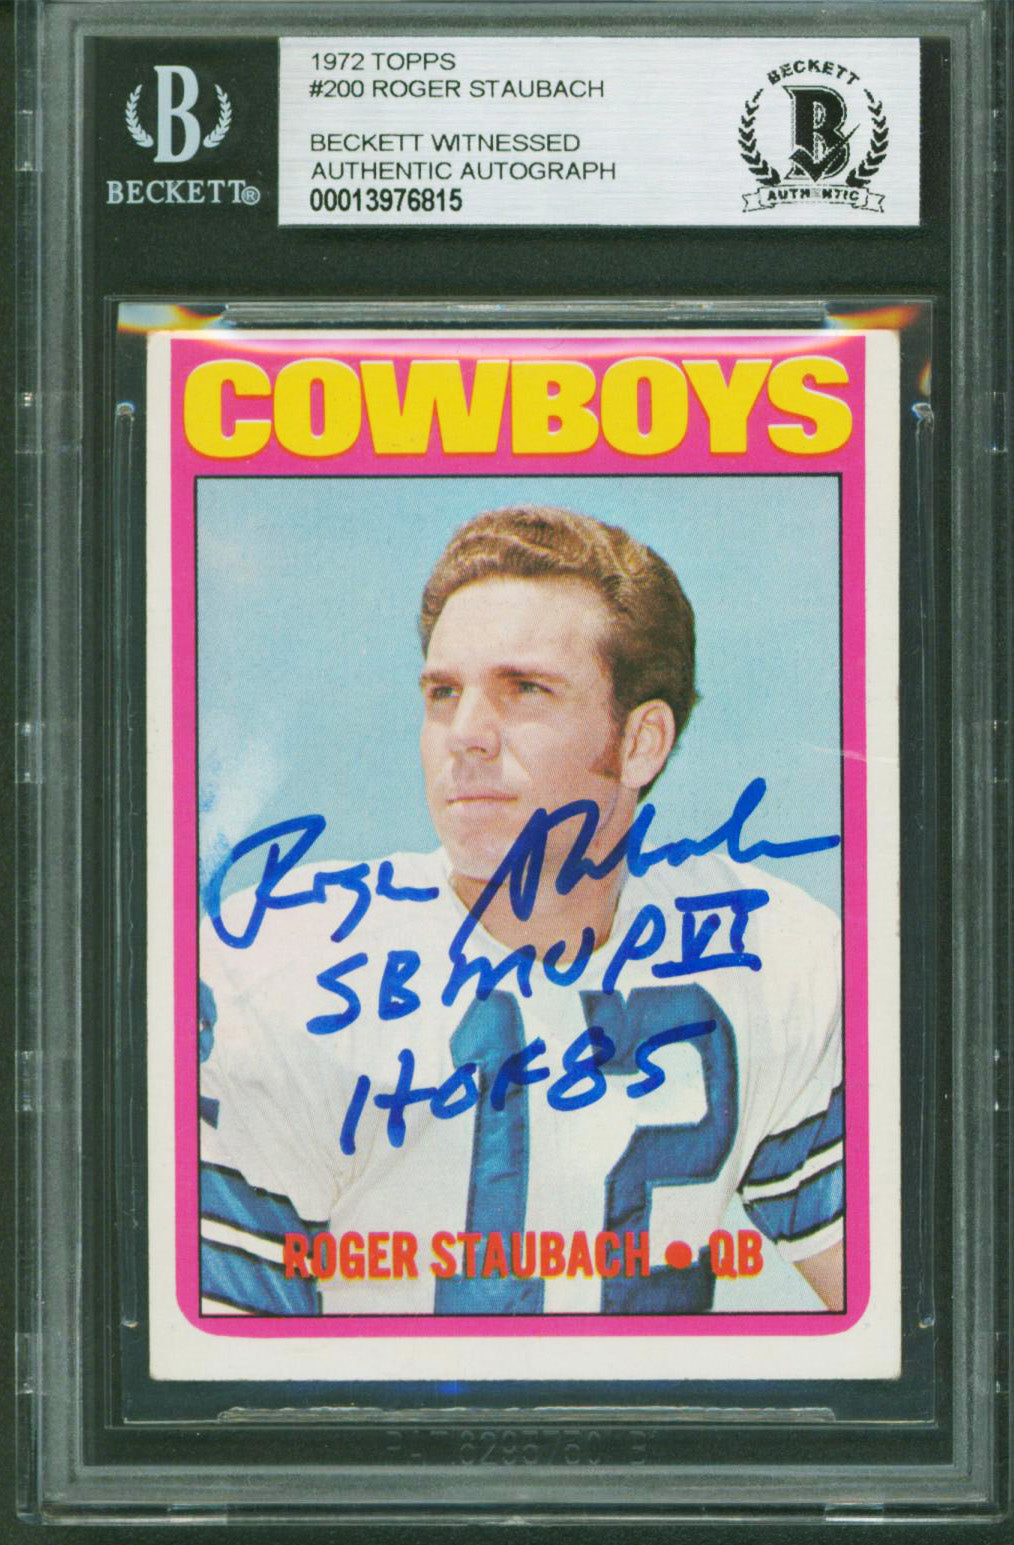 1972 TOPPS
#200 ROGER STAUBACH
BECKETT WITNESSED
AUTHENTIC AUTOGRAPH
00013976815
B
BECKETT®
BECKETT
B
AUTHENTIC
COWBOYS
Roger Staubach
SB MVP VI
HOF 85
12
ROGER STAUBACH • QB